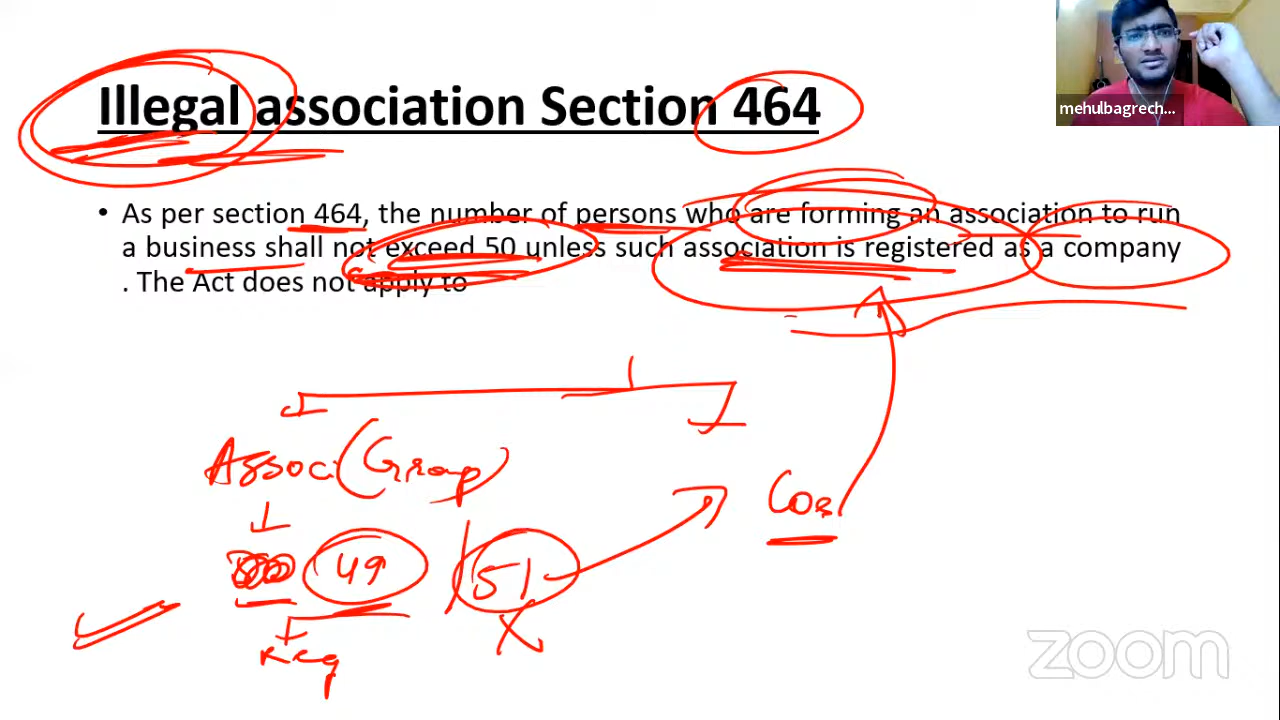 mehulbagrech...
Illegal association Section 464
• As per section 464, the number of persons who are forming an association to run
a business shall not exceed 50 unless such association is registered as a company
. The Act does not apply to
Assoc. (Group)
Cos
49 51
Req
zoom